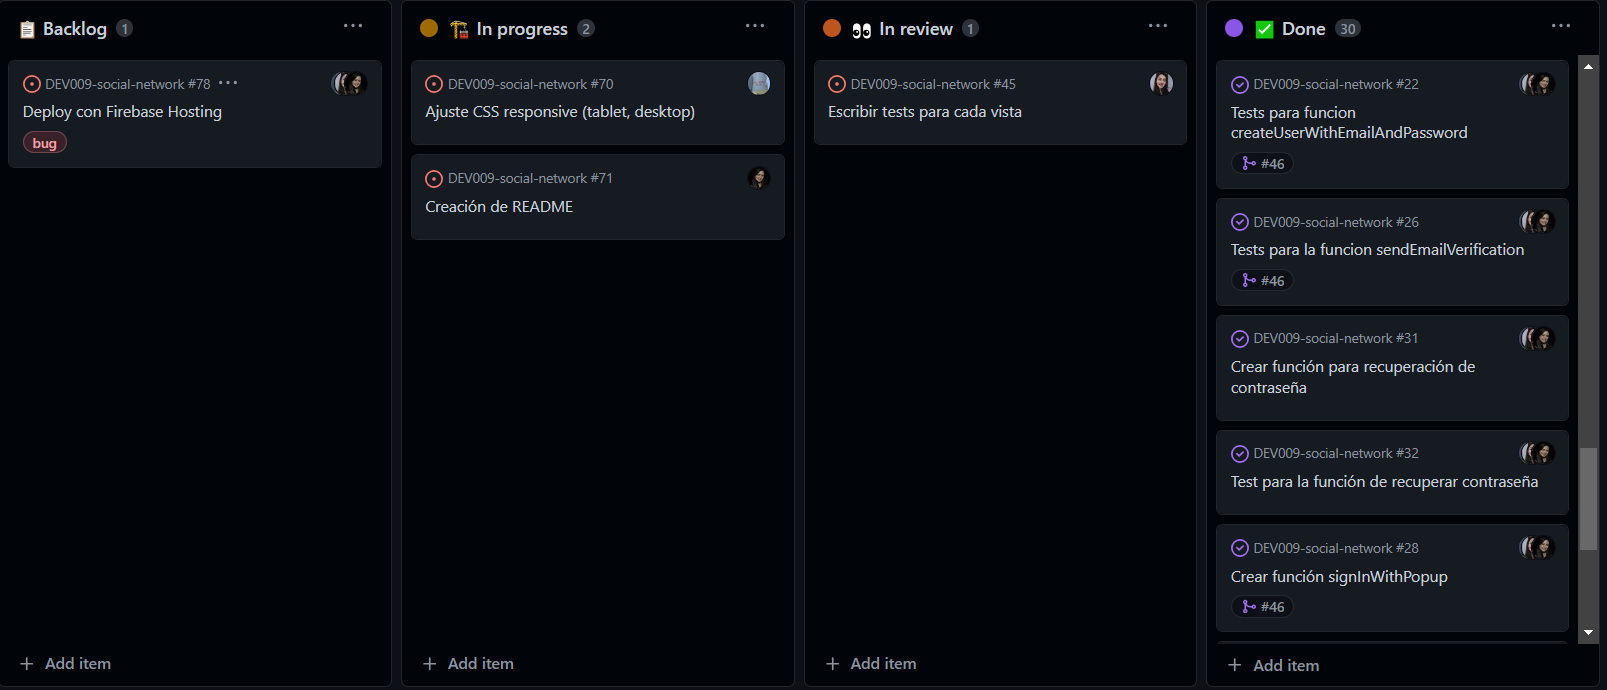 Backlog 1
DEV009-social-network #78
Deploy con Firebase Hosting
bug
Add item
In progress 2
DEV009-social-network #70
Ajuste CSS responsive (tablet, desktop)
DEV009-social-network #71
Creación de README
Add item
In review 1
DEV009-social-network #45
Escribir tests para cada vista
Add item
Done 30
DEV009-social-network #22
Tests para funcion
createUserWithEmailAndPassword
#46
DEV009-social-network #26
Tests para la funcion sendEmailVerification
#46
DEV009-social-network #31
Crear función para recuperación de
contraseña
DEV009-social-network #32
Test para la función de recuperar contraseña
DEV009-social-network #28
Crear función signInWithPopup
#46
Add item